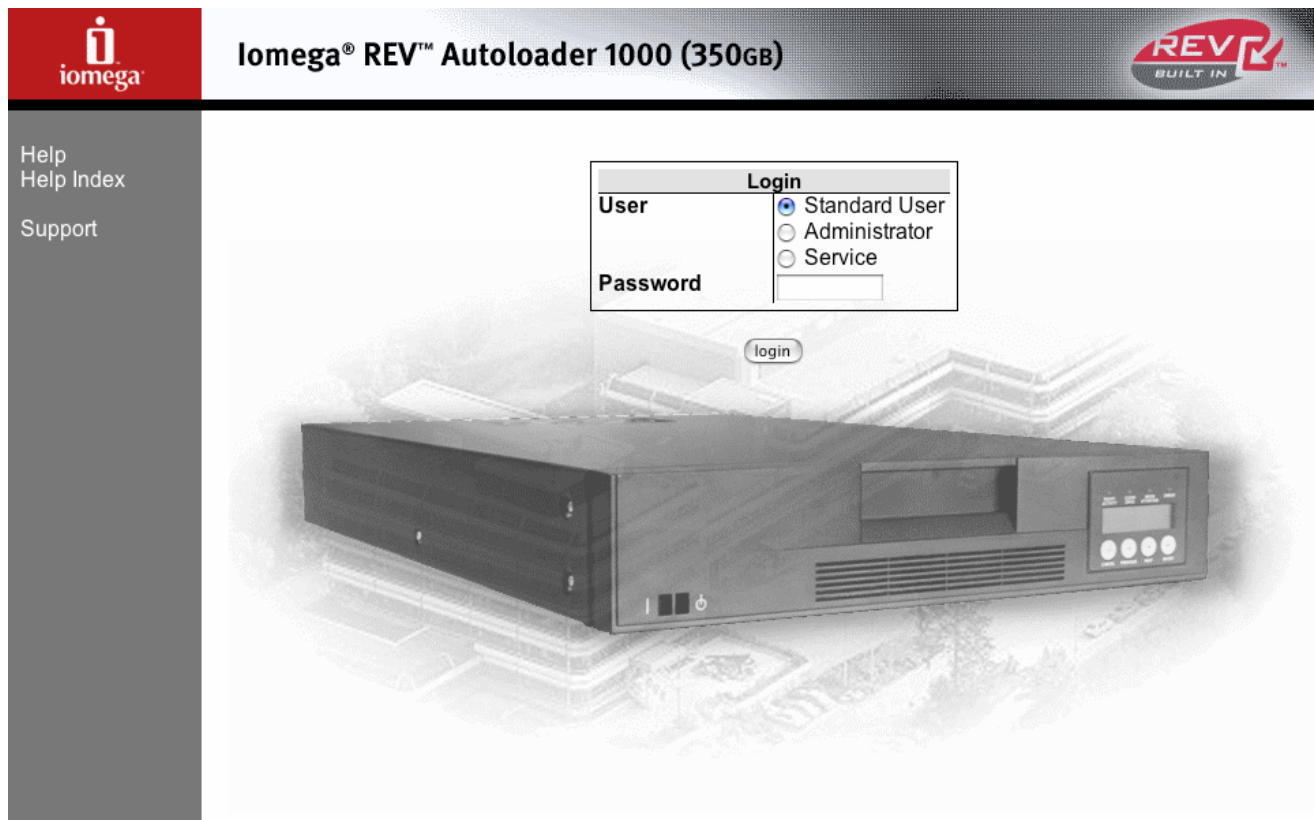 iomega
Iomega® REV™ Autoloader 1000 (350GB)
REV
BUILT IN
Help
Help Index
Support
Login
User
Standard User
Administrator
Service
Password
login